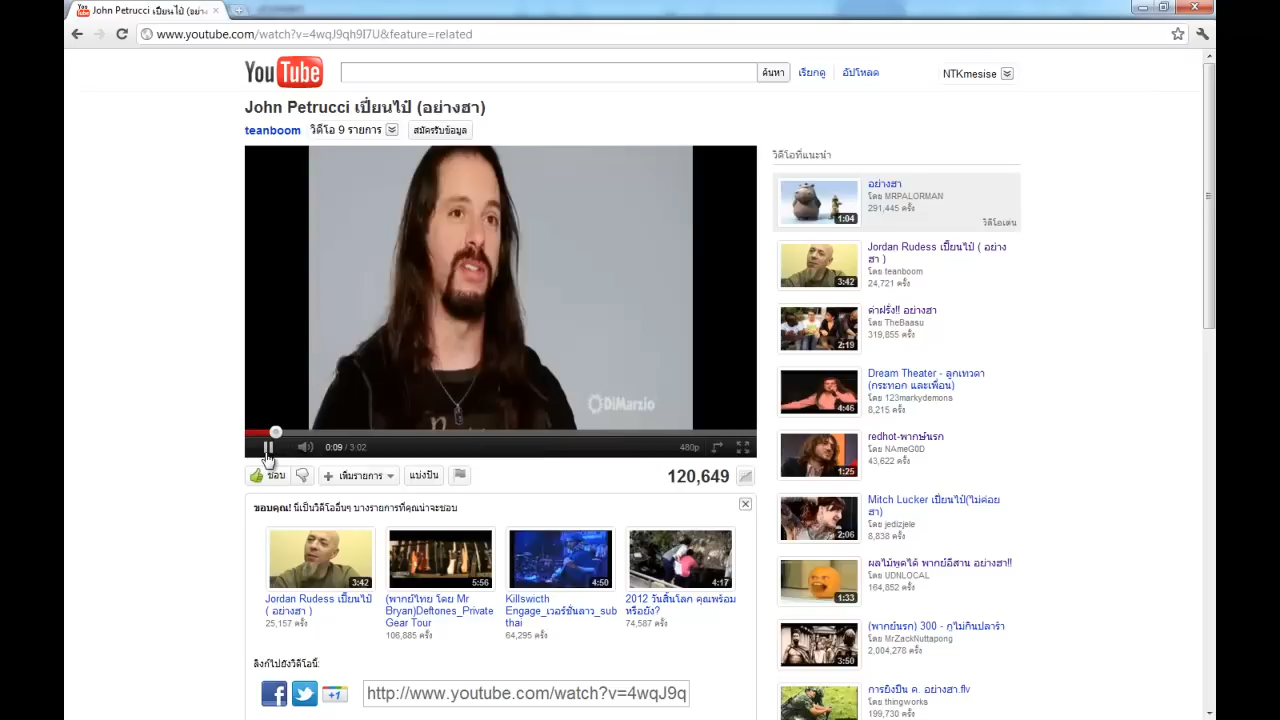 John Petrucci เปี่ยนไป๋ (อย่าง
www.youtube.com/watch?v=4wqJ9qh9I7U&feature=related
YouTube
ค้นหา
เรียกดู
อัปโหลด
NTKmesise
John Petrucci เปี่ยนไป๋ (อย่างฮา)
teanboom
วิดีโอ 9 รายการ
สมัครรับข้อมูล
DiMarzio
0:09 / 3:02
480p
ชอบ
เพิ่มรายการ
แบ่งปัน
120,649
ขอบคุณ! นี่เป็นวิดีโออื่นๆ บางรายการที่คุณน่าจะชอบ
3:42
Jordan Rudess เปี้ยนไป๋
( อย่างฮา )
25,157 ครั้ง
5:56
(พากย์ไทย โดย Mr
Bryan)Deftones_Private
Gear Tour
106,885 ครั้ง
4:50
Killswicth
Engage_เวอร์ชั่นลาว_sub
thai
64,295 ครั้ง
4:17
2012 วันสิ้นโลก คุณพร้อม
หรือยัง?
74,587 ครั้ง
ลิงก์ไปยังวิดีโอนี้:
+1
http://www.youtube.com/watch?v=4wqJ9q
วิดีโอที่แนะนำ
1:04
อย่างฮา
โดย MRPALORMAN
291,445 ครั้ง
วิดีโอเด่น
3:42
Jordan Rudess เปี้ยนไป๋ ( อย่าง
ฮา )
โดย teanboom
24,721 ครั้ง
2:19
ด่าฝรั่ง!! อย่างฮา
โดย TheBaasu
319,855 ครั้ง
4:46
Dream Theater - ลูกเทวดา
(กระทอก และเพื่อน)
โดย 123markydemons
8,215 ครั้ง
1:25
redhot-พากษ์นรก
โดย NAmeG0D
43,622 ครั้ง
2:06
Mitch Lucker เปี่ยนไป๋(ไม่ค่อย
ฮา)
โดย jedizjele
8,838 ครั้ง
1:33
ผลไม้พูดได้ พากย์อีสาน อย่างฮา!!
โดย UDNLOCAL
164,852 ครั้ง
3:50
(พากย์นรก) 300 - กูไม่กินปลาร้า
โดย MrZackNuttapong
2,004,278 ครั้ง
การยิงปืน ค. อย่างฮา.flv
โดย thingworks
199,730 ครั้ง